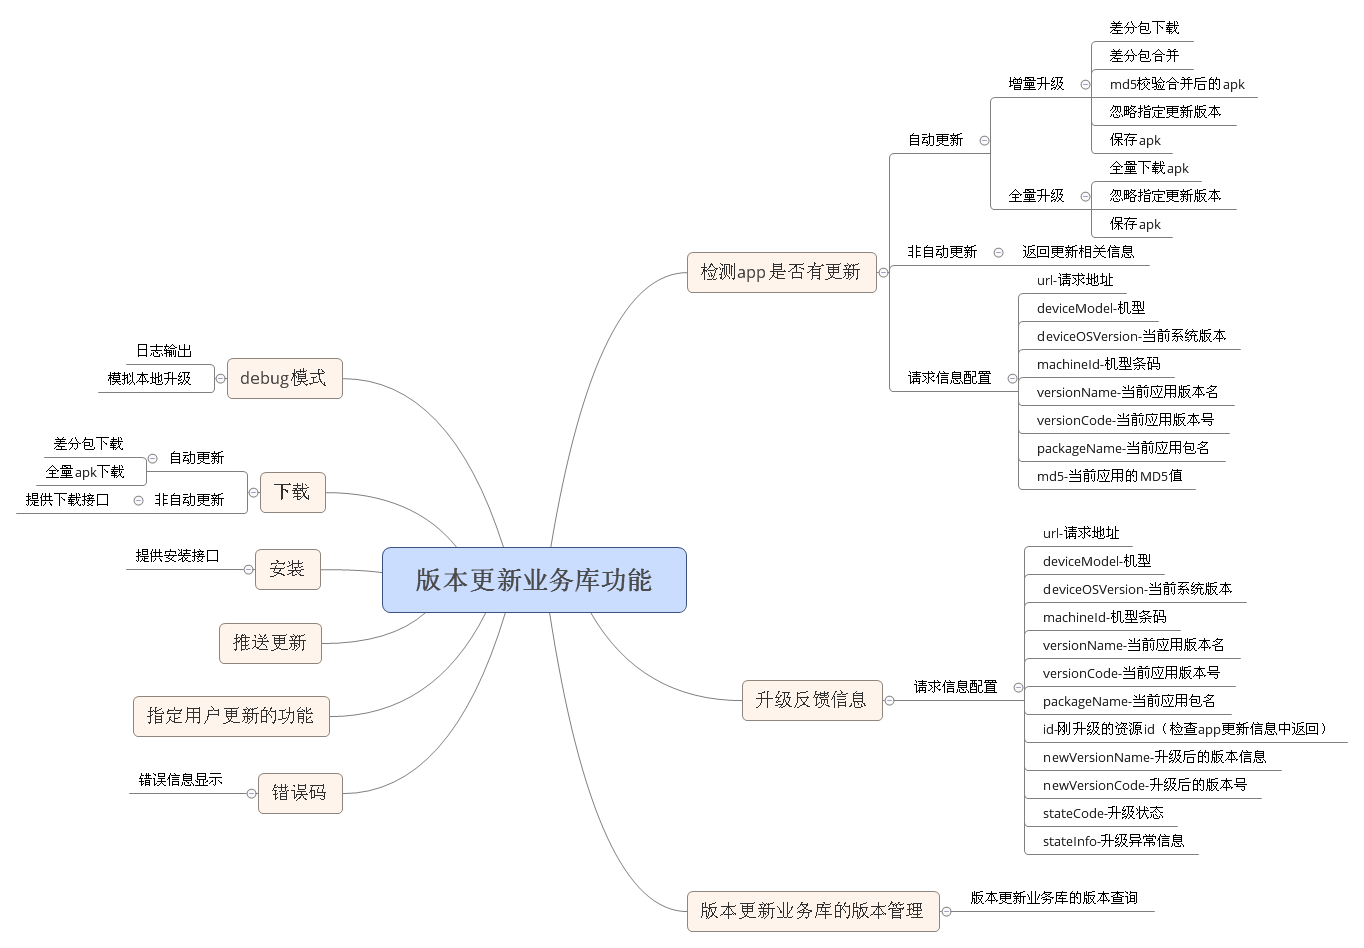 版本更新业务库功能
检测app是否有更新
自动更新
增量升级
差分包下载
差分包合并
md5校验合并后的apk
忽略指定更新版本
保存apk
全量升级
全量下载apk
忽略指定更新版本
保存apk
非自动更新
返回更新相关信息
请求信息配置
url-请求地址
deviceModel-机型
deviceOSVersion-当前系统版本
machineId-机型条码
versionName-当前应用版本名
versionCode-当前应用版本号
packageName-当前应用包名
md5-当前应用的MD5值
升级反馈信息
请求信息配置
url-请求地址
deviceModel-机型
deviceOSVersion-当前系统版本
machineId-机型条码
versionName-当前应用版本名
versionCode-当前应用版本号
packageName-当前应用包名
id-刚升级的资源id（检查app更新信息中返回）
newVersionName-升级后的版本信息
newVersionCode-升级后的版本号
stateCode-升级状态
stateInfo-升级异常信息
版本更新业务库的版本管理
版本更新业务库的版本查询
debug模式
日志输出
模拟本地升级
下载
自动更新
差分包下载
全量apk下载
非自动更新
提供下载接口
安装
提供安装接口
推送更新
指定用户更新的功能
错误码
错误信息显示